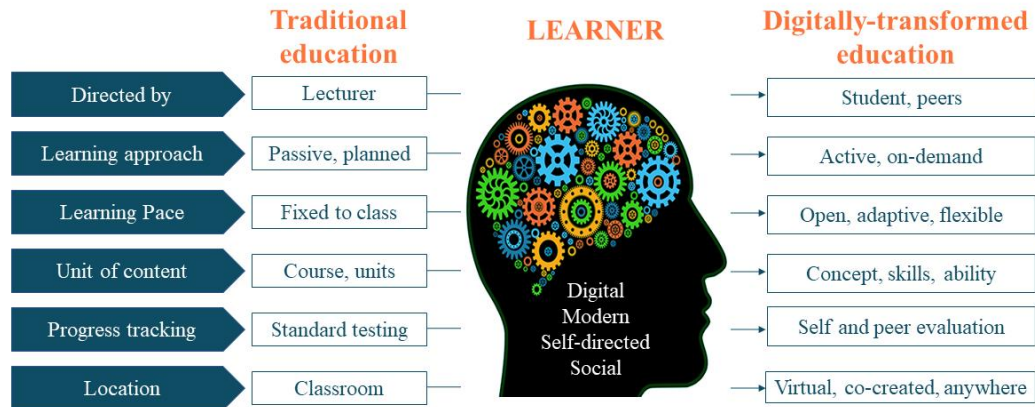 Traditional
education
LEARNER
Digitally-transformed
education
Directed by
Lecturer
Student, peers
Learning approach
Passive, planned
Active, on-demand
Learning Pace
Fixed to class
Open, adaptive, flexible
Unit of content
Course, units
Concept, skills, ability
Progress tracking
Standard testing
Self and peer evaluation
Location
Classroom
Virtual, co-created, anywhere
Digital
Modern
Self-directed
Social